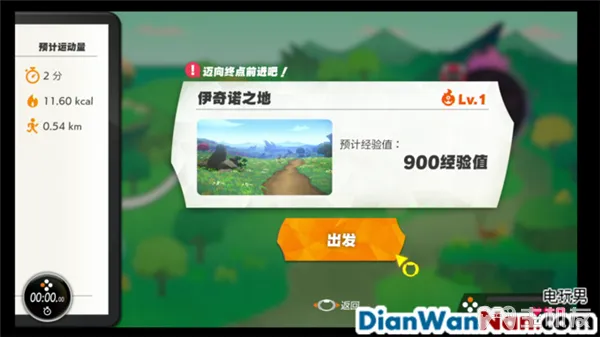 预计运动量
2 分
11.60 kcal
0.54 km
00:00.00
迈向终点前进吧！
伊奇诺之地
Lv.1
预计经验值：
900经验值
出发
返回
电玩男
DianWanNan.com